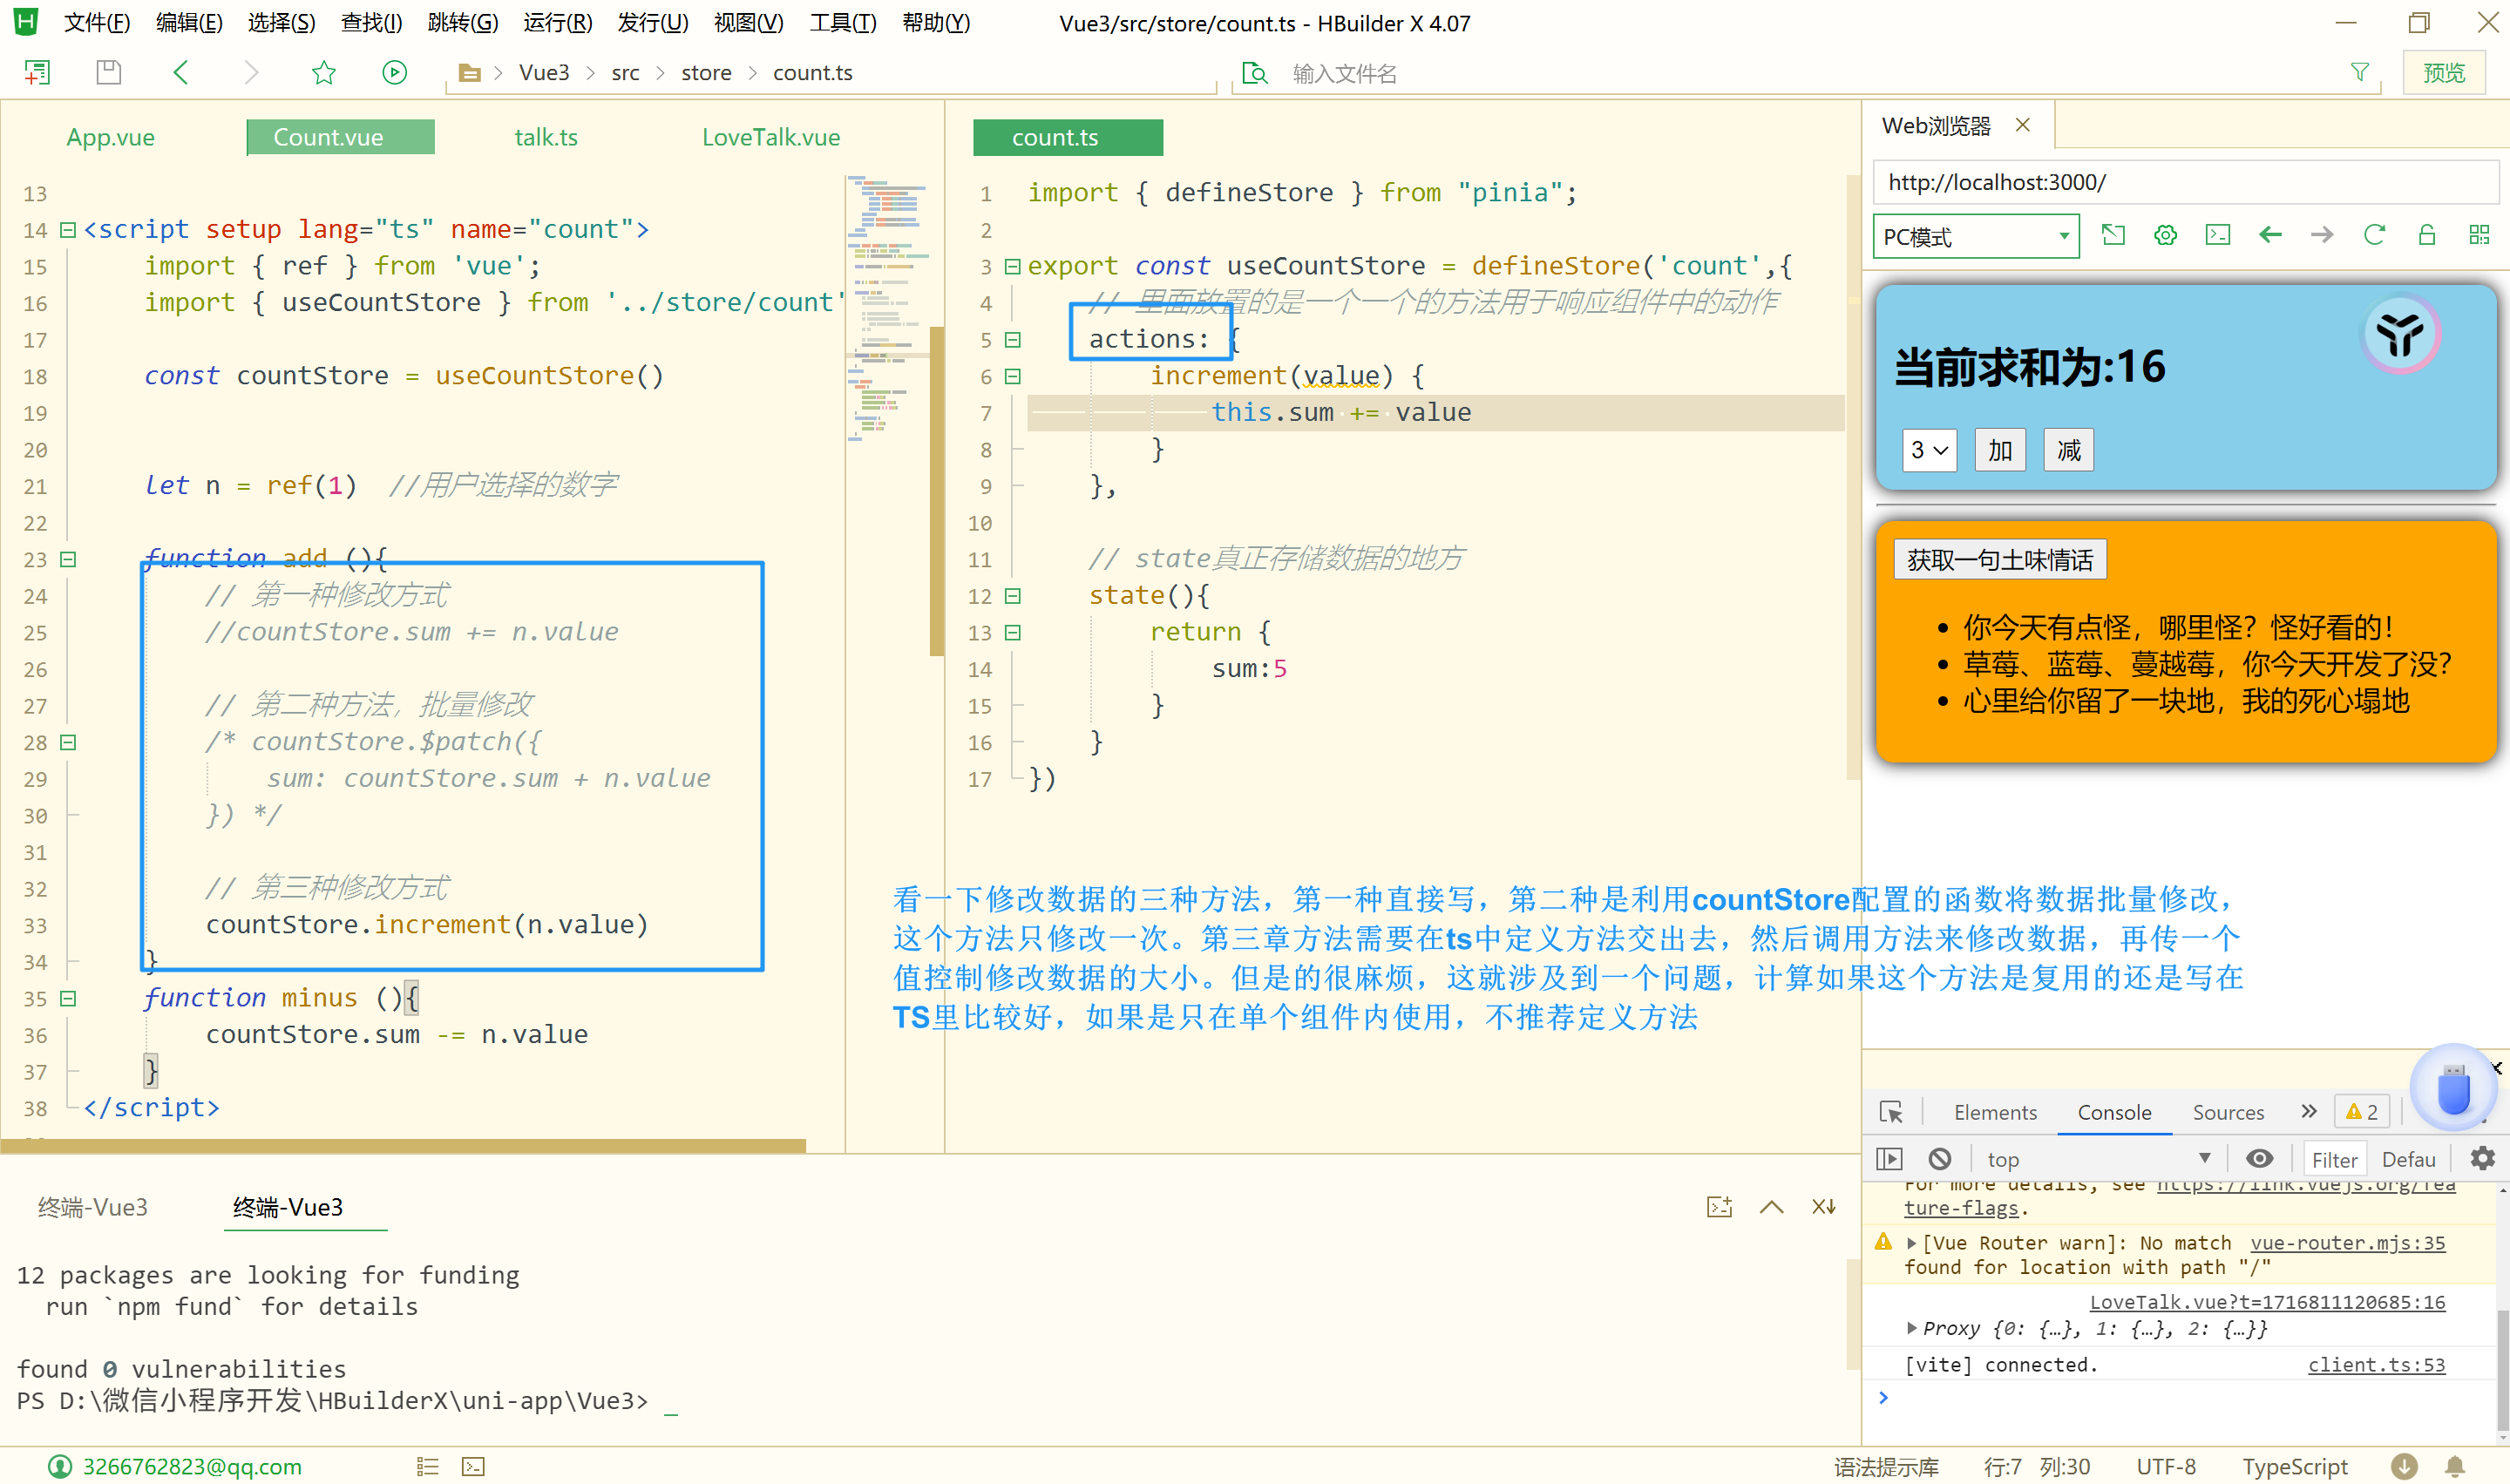 文件(F) 编辑(E) 选择(S) 查找(I) 跳转(G) 运行(R) 发行(U) 视图(V) 工具(T) 帮助(Y) Vue3/src/store/count.ts - HBuilder X 4.07
Vue3 src store count.ts 输入文件名 预览
App.vue Count.vue talk.ts LoveTalk.vue
13
14 <script setup lang="ts" name="count">
15 import { ref } from 'vue';
16 import { useCountStore } from '../store/count'
17
18 const countStore = useCountStore()
19
20
21 let n = ref(1) //用户选择的数字
22
23 function add (){
24 // 第一种修改方式
25 //countStore.sum += n.value
26
27 // 第二种方法，批量修改
28 /* countStore.$patch({
29 sum: countStore.sum + n.value
30 }) */
31
32 // 第三种修改方式
33 countStore.increment(n.value)
34 }
35 function minus (){
36 countStore.sum -= n.value
37 }
38 </script>
count.ts
1 import { defineStore } from "pinia";
2
3 export const useCountStore = defineStore('count',{
4 // 里面放置的是一个一个的方法用于响应组件中的动作
5 actions: {
6 increment(value) {
7 this.sum += value
8 }
9 },
10
11 // state真正存储数据的地方
12 state(){
13 return {
14 sum:5
15 }
16 }
17 })
看一下修改数据的三种方法，第一种直接写，第二种是利用countStore配置的函数将数据批量修改，
这个方法只修改一次。第三章方法需要在ts中定义方法交出去，然后调用方法来修改数据，再传一个
值控制修改数据的大小。但是的很麻烦，这就涉及到一个问题，计算如果这个方法是复用的还是写在
TS里比较好，如果是只在单个组件内使用，不推荐定义方法
Web浏览器
http://localhost:3000/
PC模式
当前求和为:16
3 加 减
获取一句土味情话
你今天有点怪，哪里怪？怪好看的！
草莓、蓝莓、蔓越莓，你今天开发了没？
心里给你留了一块地，我的死心塌地
Elements Console Sources 2
top Filter Defau
For more details, see https://link.vuejs.org/fea
ture-flags.
[Vue Router warn]: No match vue-router.mjs:35
found for location with path "/"
LoveTalk.vue?t=1716811120685:16
Proxy {0: {…}, 1: {…}, 2: {…}}
[vite] connected. client.ts:53
终端-Vue3 终端-Vue3
12 packages are looking for funding
run `npm fund` for details
found 0 vulnerabilities
PS D:\微信小程序开发\HBuilderX\uni-app\Vue3>
3266762823@qq.com 语法提示库 行:7 列:30 UTF-8 TypeScript